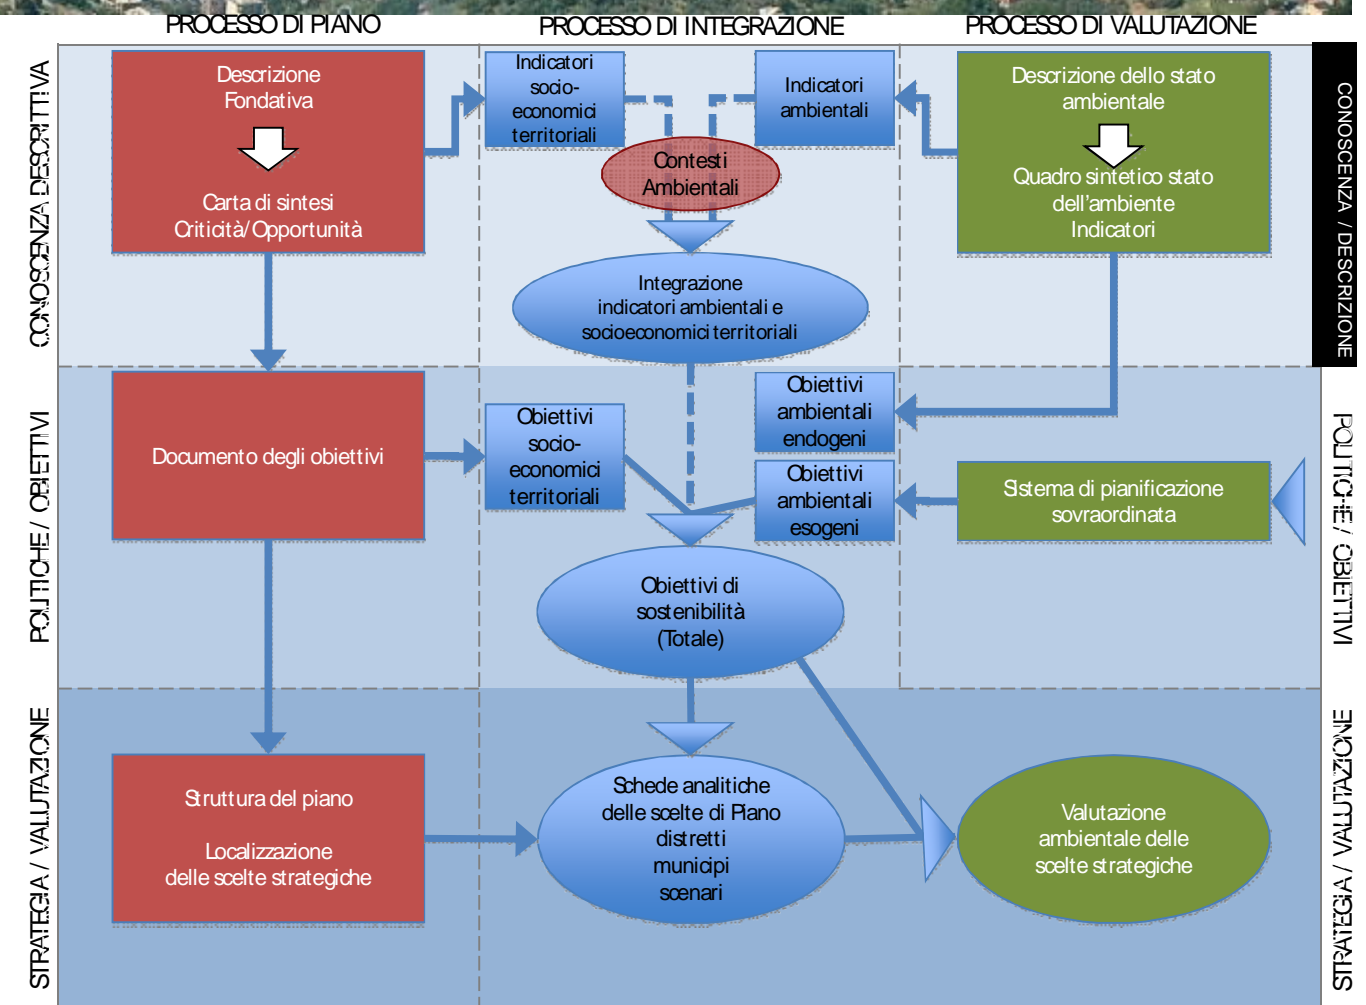 PROCESSO DI PIANO
PROCESSO DI INTEGRAZIONE
PROCESSO DI VALUTAZIONE
CONOSCENZA DESCRITTIVA
Descrizione
Fondativa
Carta di sintesi
Criticità/Opportunità
Indicatori
socio-
economici
territoriali
Indicatori
ambientali
Contesti
Ambientali
Integrazione
indicatori ambientali e
socioeconomici territoriali
Descrizione dello stato
ambientale
Quadro sintetico stato
dell'ambiente
Indicatori
CONOSCENZA / DESCRIZIONE
POLITICHE / OBIETTIVI
Documento degli obiettivi
Obiettivi
socio-
economici
territoriali
Obiettivi
ambientali
endogeni
Obiettivi
ambientali
esogeni
Sistema di pianificazione
sovraordinata
Obiettivi di
sostenibilità
(Totale)
POLITICHE / OBIETTIVI
STRATEGIA / VALUTAZIONE
Struttura del piano
Localizzazione
delle scelte strategiche
Schede analitiche
delle scelte di Piano
distretti
municipi
scenari
Valutazione
ambientale delle
scelte strategiche
STRATEGIA / VALUTAZIONE